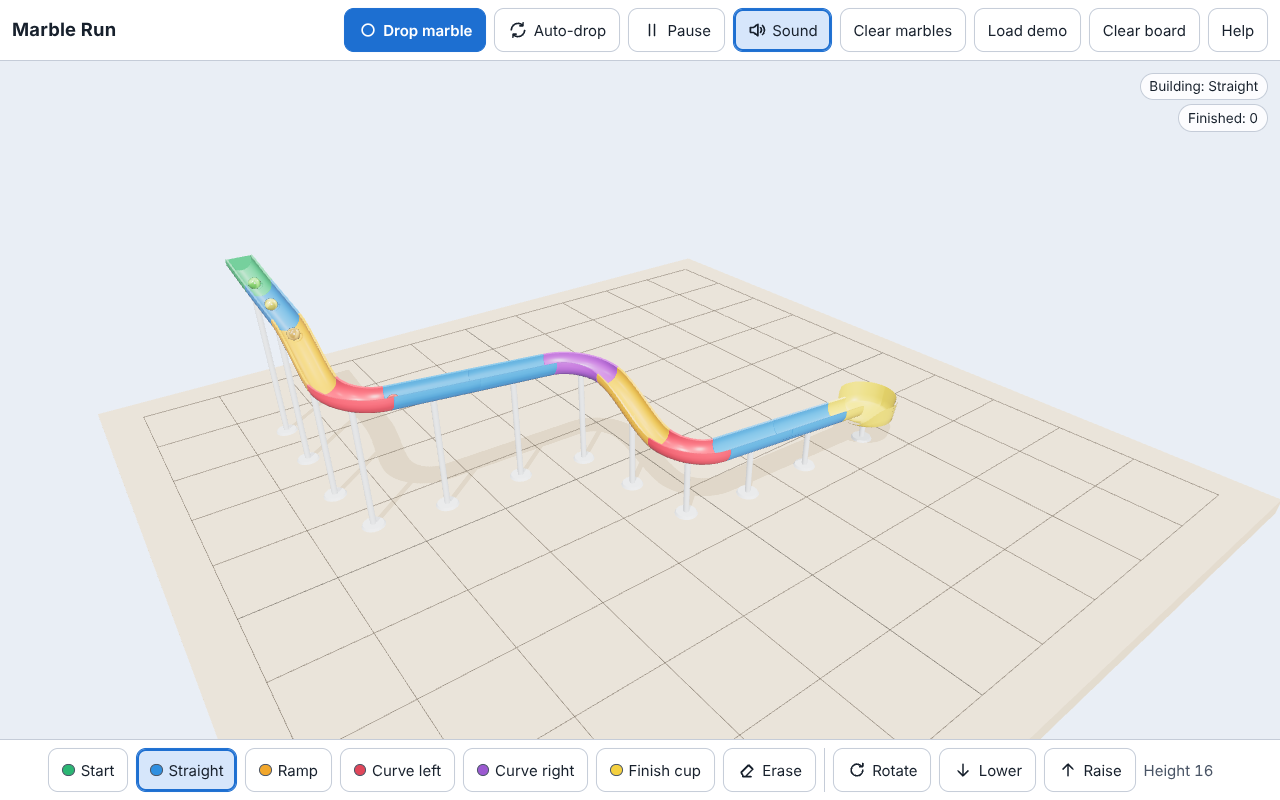 Marble Run
Drop marble
Auto-drop
Pause
Sound
Clear marbles
Load demo
Clear board
Help
Building: Straight
Finished: 0
Start
Straight
Ramp
Curve left
Curve right
Finish cup
Erase
Rotate
Lower
Raise
Height 16